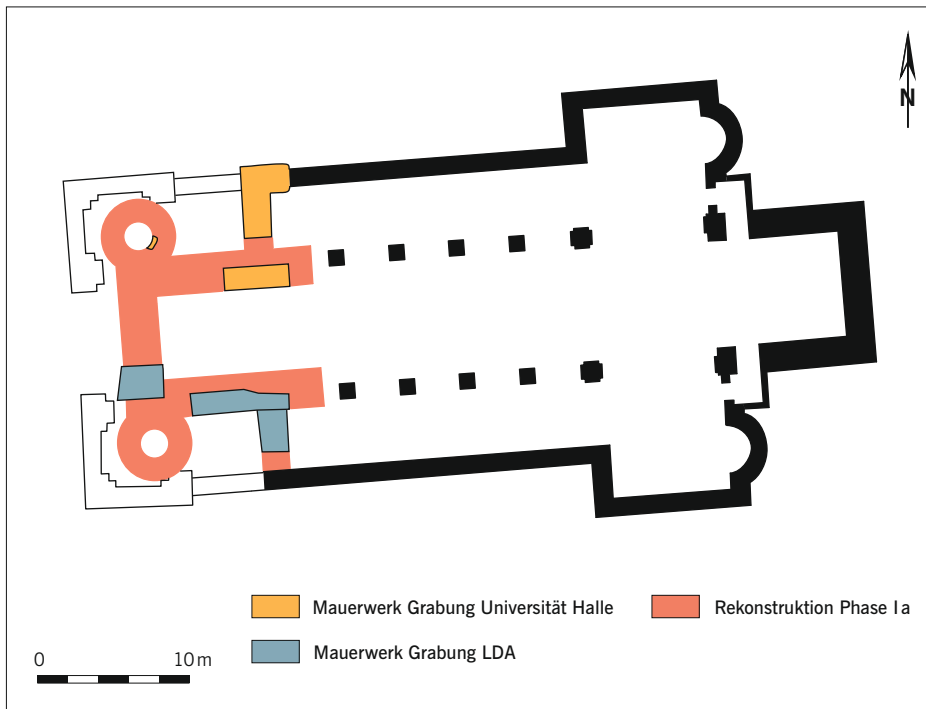 N
Mauerwerk Grabung Universität Halle
Rekonstruktion Phase I a
Mauerwerk Grabung LDA
0 10 m